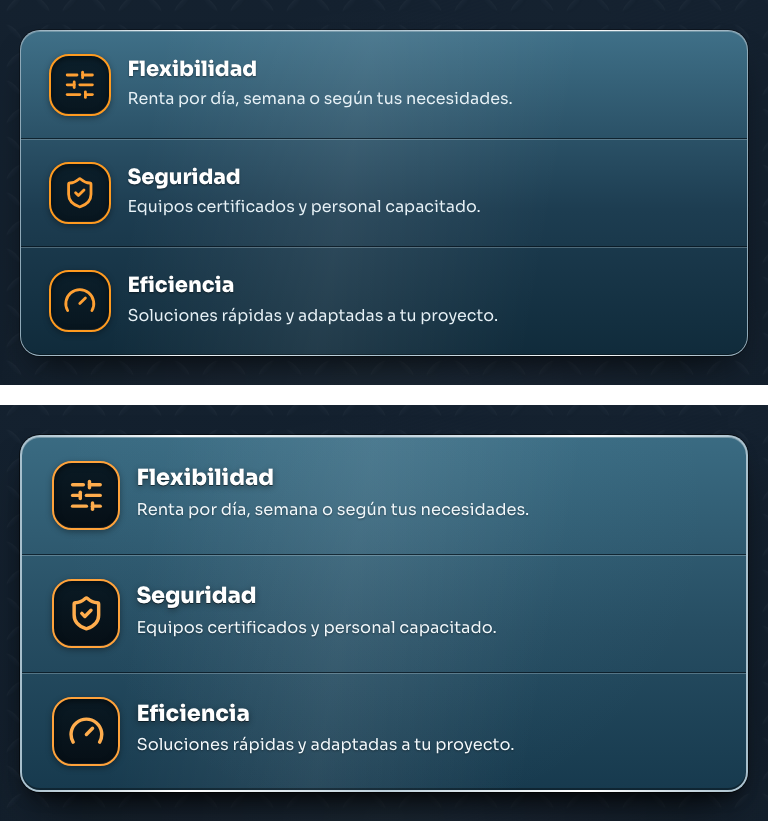 Flexibilidad
Renta por día, semana o según tus necesidades.
Seguridad
Equipos certificados y personal capacitado.
Eficiencia
Soluciones rápidas y adaptadas a tu proyecto.
Flexibilidad
Renta por día, semana o según tus necesidades.
Seguridad
Equipos certificados y personal capacitado.
Eficiencia
Soluciones rápidas y adaptadas a tu proyecto.